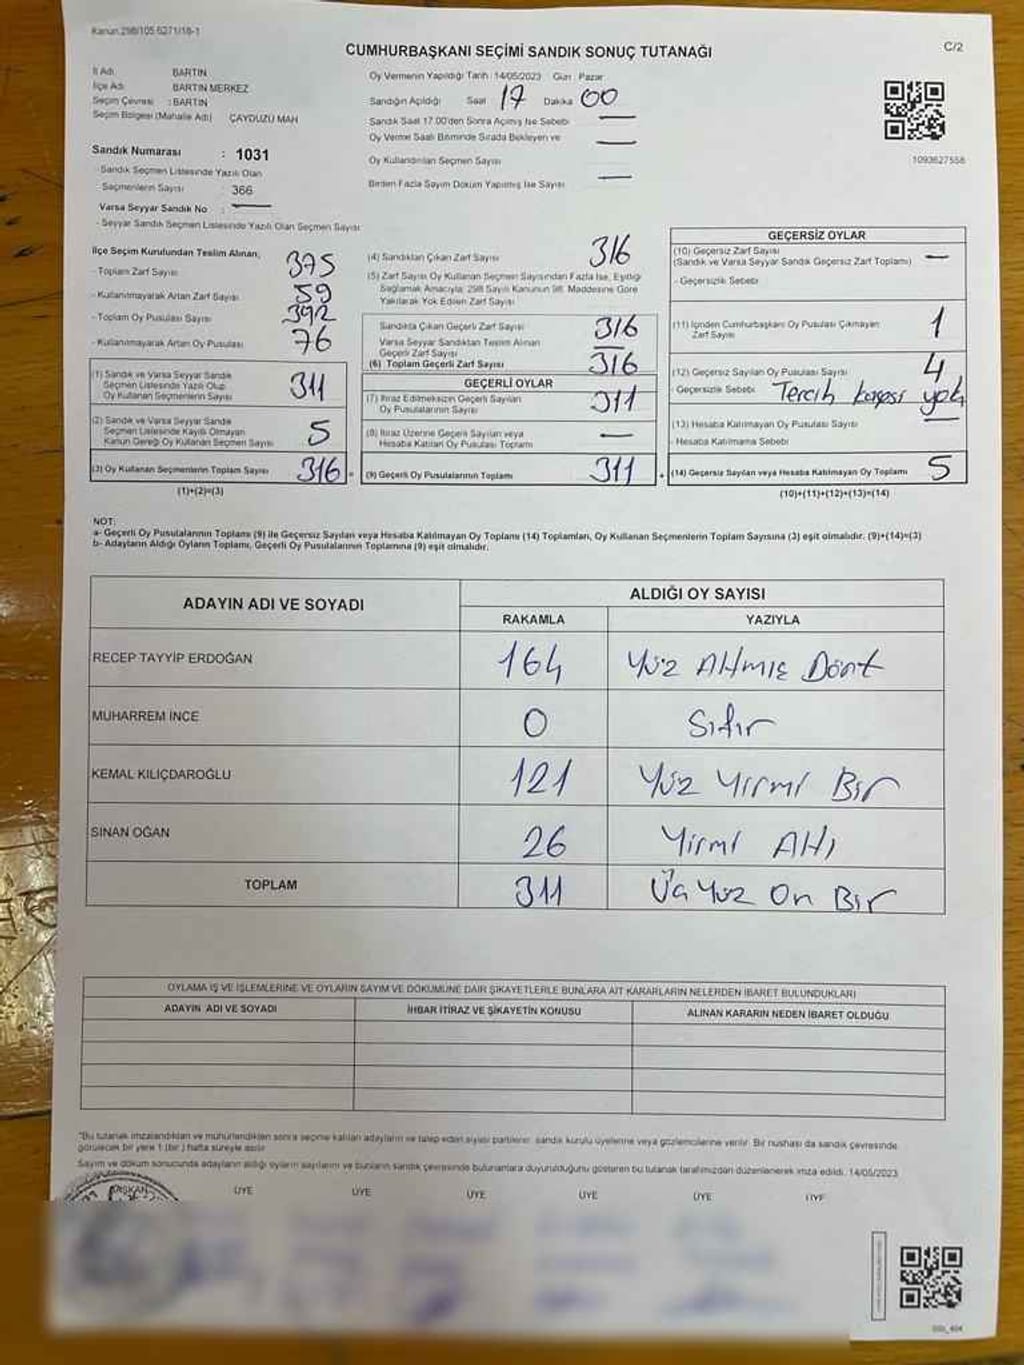 Kanun 298/105 6271/18-1
CUMHURBAŞKANI SEÇİMİ SANDIK SONUÇ TUTANAĞI
C/2
İl Adı BARTIN
İlçe Adı BARTIN MERKEZ
Seçim Çevresi : BARTIN
Seçim Bölgesi (Mahalle Adı) ÇAYDÜZÜ MAH
Oy Vermenin Yapıldığı Tarih : 14/05/2023 Gün : Pazar
Sandığın Açıldığı Saat 17 Dakika 00
Sandık Saat 17.00'den Sonra Açılmış İse Sebebi —
Oy Verme Saati Bitiminde Sırada Bekleyen ve —
Oy Kullandırılan Seçmen Sayısı
Birden Fazla Sayım Döküm Yapılmış İse Sayısı —
1093627558
Sandık Numarası : 1031
- Sandık Seçmen Listesinde Yazılı Olan
Seçmenlerin Sayısı : 366
Varsa Seyyar Sandık No : —
- Seyyar Sandık Seçmen Listesinde Yazılı Olan Seçmen Sayısı
İlçe Seçim Kurulundan Teslim Alınan;
- Toplam Zarf Sayısı 375
- Kullanılmayarak Artan Zarf Sayısı 59
- Toplam Oy Pusulası Sayısı 392
- Kullanılmayarak Artan Oy Pusulası 76
(1) Sandık ve Varsa Seyyar Sandık
Seçmen Listesinde Yazılı Olup
Oy Kullanan Seçmenlerin Sayısı 311
(2) Sandık ve Varsa Seyyar Sandık
Seçmen Listesinde Kayıtlı Olmayan
Kanun Gereği Oy Kullanan Seçmen Sayısı 5
(3) Oy Kullanan Seçmenlerin Toplam Sayısı 316 =
(1)+(2)=(3)
(4) Sandıktan Çıkan Zarf Sayısı 316
(5) Zarf Sayısı Oy Kullanan Seçmen Sayısından Fazla İse, Eşitliği
Sağlamak Amacıyla; 298 Sayılı Kanunun 98. Maddesine Göre
Yakılarak Yok Edilen Zarf Sayısı
Sandıkta Çıkan Geçerli Zarf Sayısı 316
Varsa Seyyar Sandıktan Teslim Alınan
Geçerli Zarf Sayısı —
(6) Toplam Geçerli Zarf Sayısı 316
GEÇERLİ OYLAR
(7) İtiraz Edilmeksizin Geçerli Sayılan
Oy Pusulalarının Sayısı 311
(8) İtiraz Üzerine Geçerli Sayılan veya
Hesaba Katılan Oy Pusulası Toplamı —
(9) Geçerli Oy Pusulalarının Toplamı 311 +
GEÇERSİZ OYLAR
(10) Geçersiz Zarf Sayısı
(Sandık ve Varsa Seyyar Sandık Geçersiz Zarf Toplamı) —
- Geçersizlik Sebebi
(11) İçinden Cumhurbaşkanı Oy Pusulası Çıkmayan
Zarf Sayısı 1
(12) Geçersiz Sayılan Oy Pusulası Sayısı 4
- Geçersizlik Sebebi Tercih kaşesi yok
(13) Hesaba Katılmayan Oy Pusulası Sayısı —
- Hesaba Katılmama Sebebi
(14) Geçersiz Sayılan veya Hesaba Katılmayan Oy Toplamı 5
(10)+(11)+(12)+(13)=(14)
NOT:
a- Geçerli Oy Pusulalarının Toplamı (9) ile Geçersiz Sayılan veya Hesaba Katılmayan Oy Toplamı (14) Toplamları, Oy Kullanan Seçmenlerin Toplam Sayısına (3) eşit olmalıdır. (9)+(14)=(3)
b- Adayların Aldığı Oyların Toplamı, Geçerli Oy Pusulalarının Toplamına (9) eşit olmalıdır.
ADAYIN ADI VE SOYADI ALDIĞI OY SAYISI
RAKAMLA YAZIYLA
RECEP TAYYİP ERDOĞAN 164 Yüz Altmış Dört
MUHARREM İNCE 0 Sıfır
KEMAL KILIÇDAROĞLU 121 Yüz Yirmi Bir
SİNAN OĞAN 26 Yirmi Altı
TOPLAM 311 Üç Yüz On Bir
OYLAMA İŞ VE İŞLEMLERİNE VE OYLARIN SAYIM VE DÖKÜMÜNE DAİR ŞİKAYETLERLE BUNLARA AİT KARARLARIN NELERDEN İBARET BULUNDUKLARI
ADAYIN ADI VE SOYADI İHBAR İTİRAZ VE ŞİKAYETİN KONUSU ALINAN KARARIN NEDEN İBARET OLDUĞU
"Bu tutanak imzalandıktan ve mühürlendikten sonra seçime katılan adayların ve talep eden siyasi partilerin, sandık kurulu üyelerine veya gözlemcilerine verilir. Bir nüshası da sandık çevresinde
görülecek bir yere 1 (bir) hafta süreyle asılır.
Sayım ve döküm sonucunda adayların aldığı oyların sayılarını ve bunların sandık çevresinde bulunanlara duyurulduğunu gösteren bu tutanak tarafımızdan düzenlenerek imza edildi. 14/05/2023
BAŞKAN ÜYE ÜYE ÜYE ÜYE ÜYE ÜYE